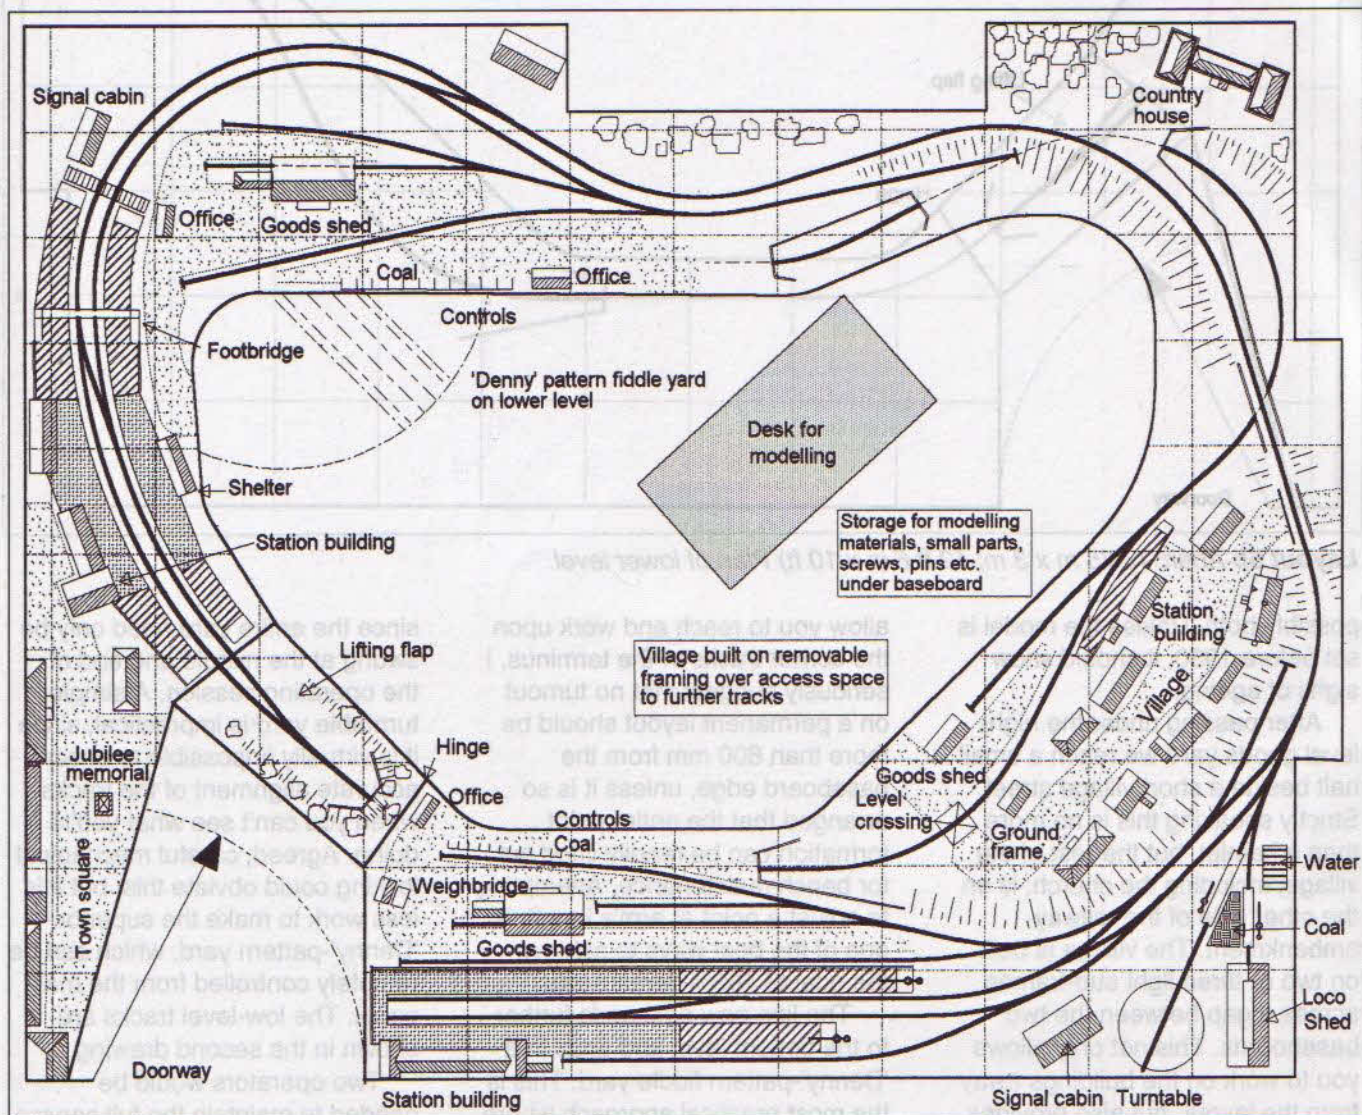 Signal cabin
Country
house
Office
Goods shed
Coal
Office
Controls
Footbridge
'Denny' pattern fiddle yard
on lower level
Desk for
modelling
Shelter
Storage for modelling
materials, small parts,
screws, pins etc.
under baseboard
Station building
Station
building
Village
Lifting flap
Village built on removable
framing over access space
to further tracks
Jubilee
memorial
Hinge
Office
Goods shed
Level
crossing
Controls
Coal
Ground
frame
Town square
Weighbridge
Water
Goods shed
Coal
Loco
Shed
Doorway
Station building
Signal cabin
Turntable